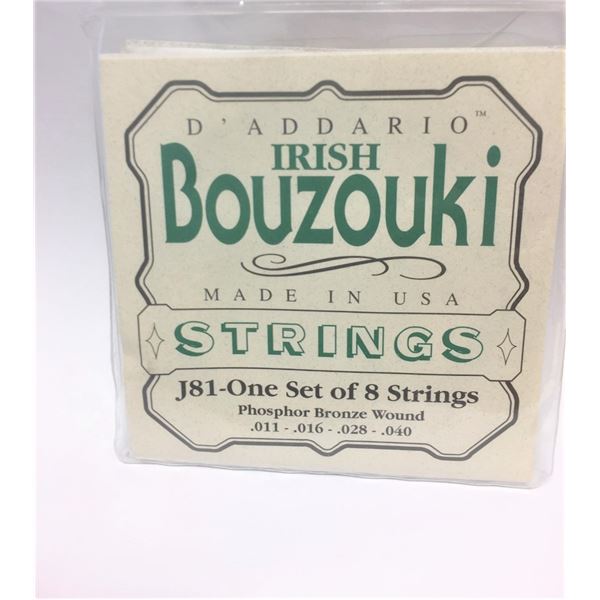 D'ADDARIO™
IRISH
Bouzouki
MADE IN USA
STRINGS
J81-One Set of 8 Strings
Phosphor Bronze Wound
.011 - .016 - .028 - .040